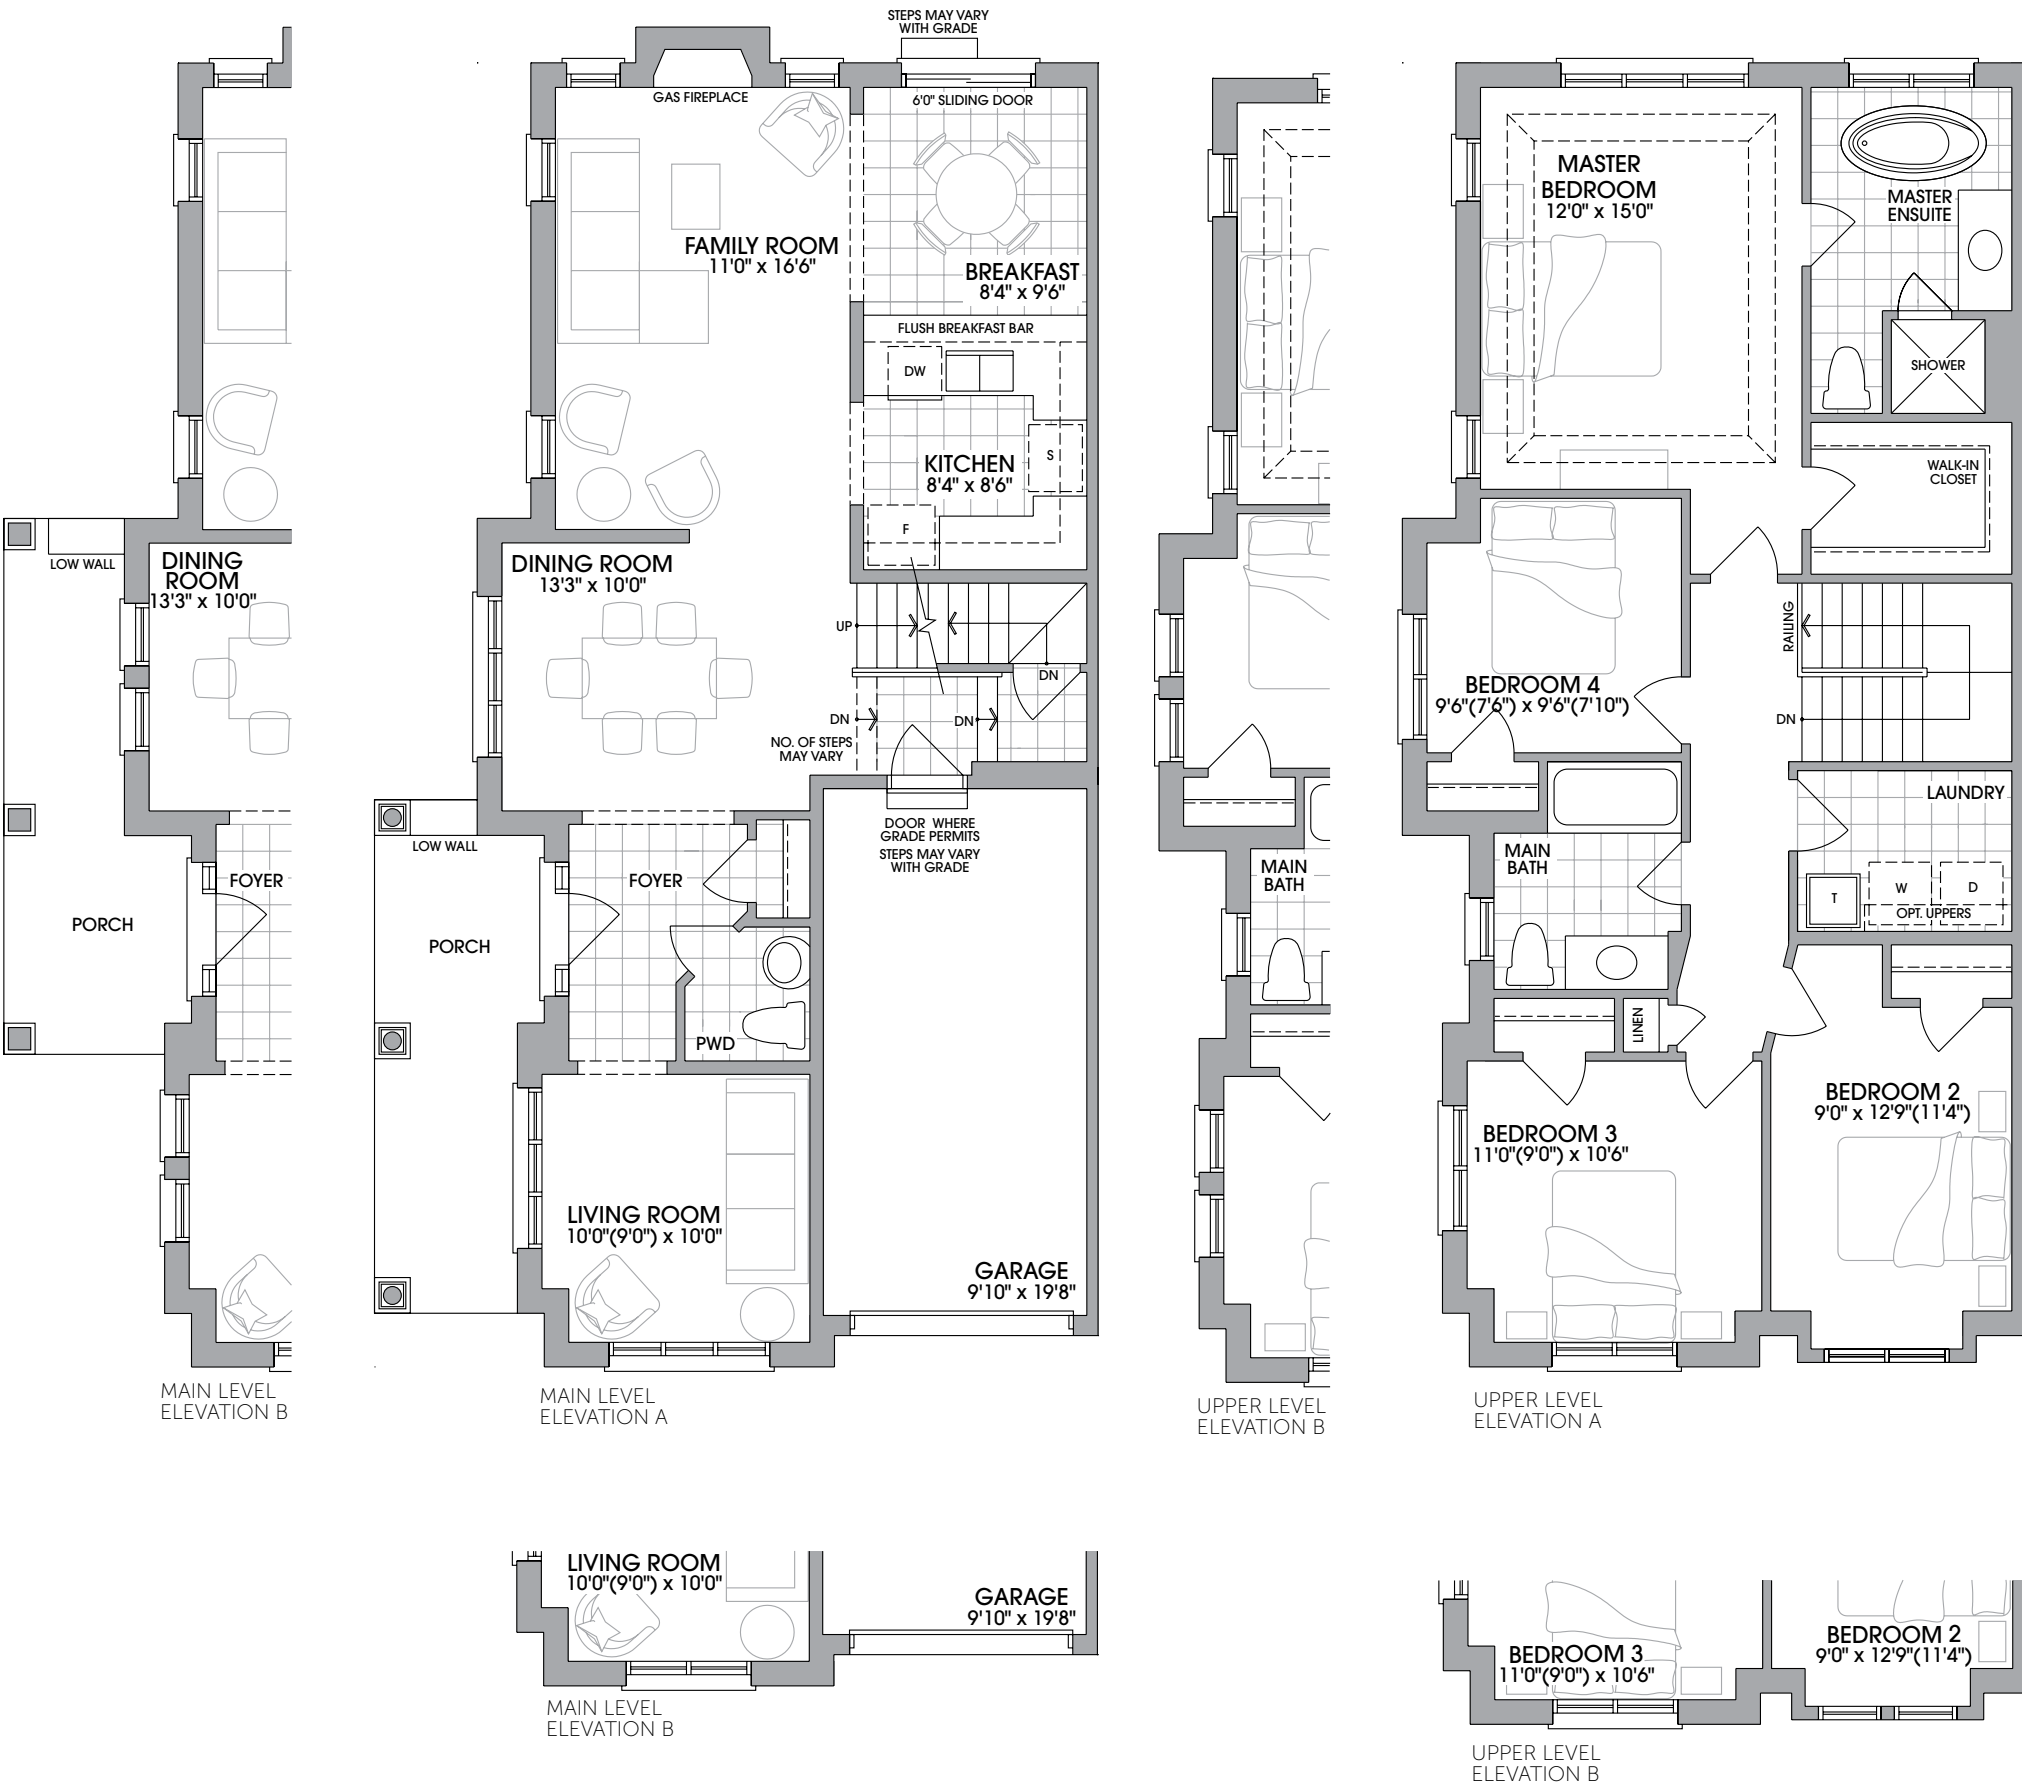 STEPS MAY VARY
WITH GRADE
GAS FIREPLACE
6'0" SLIDING DOOR
FAMILY ROOM
11'0" x 16'6"
BREAKFAST
8'4" x 9'6"
FLUSH BREAKFAST BAR
DW
KITCHEN
8'4" x 8'6"
S
F
LOW WALL
DINING
ROOM
13'3" x 10'0"
DINING ROOM
13'3" x 10'0"
UP
DN
DN
DN
NO. OF STEPS
MAY VARY
DOOR WHERE
GRADE PERMITS
STEPS MAY VARY
WITH GRADE
LOW WALL
FOYER
PORCH
FOYER
PORCH
PWD
LIVING ROOM
10'0"(9'0") x 10'0"
GARAGE
9'10" x 19'8"
MAIN LEVEL
ELEVATION B
MAIN LEVEL
ELEVATION A
MASTER
BEDROOM
12'0" x 15'0"
MASTER
ENSUITE
SHOWER
WALK-IN
CLOSET
RAILING
BEDROOM 4
9'6"(7'6") x 9'6"(7'10")
DN
LAUNDRY
MAIN
BATH
MAIN
BATH
T
W
D
OPT. UPPERS
LINEN
BEDROOM 2
9'0" x 12'9"(11'4")
BEDROOM 3
11'0"(9'0") x 10'6"
UPPER LEVEL
ELEVATION B
UPPER LEVEL
ELEVATION A
LIVING ROOM
10'0"(9'0") x 10'0"
GARAGE
9'10" x 19'8"
MAIN LEVEL
ELEVATION B
BEDROOM 3
11'0"(9'0") x 10'6"
BEDROOM 2
9'0" x 12'9"(11'4")
UPPER LEVEL
ELEVATION B